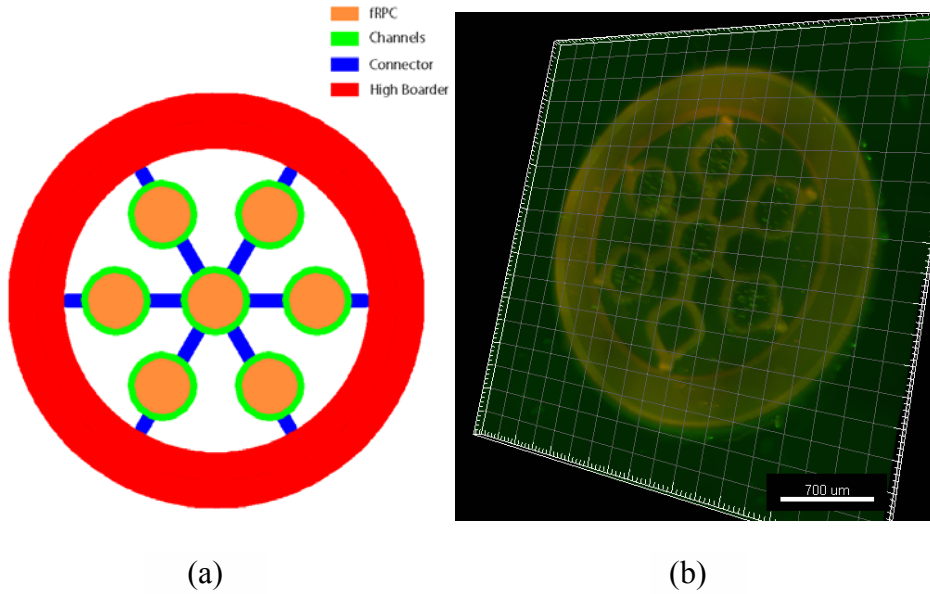 fRPC
Channels
Connector
High Boarder
700 um
(a)
(b)